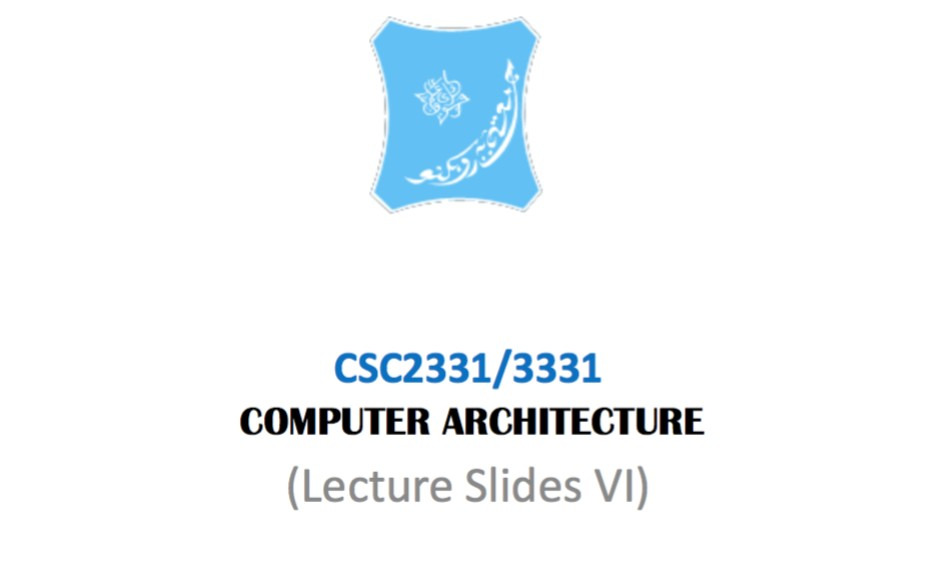 CSC2331/3331
COMPUTER ARCHITECTURE
(Lecture Slides VI)